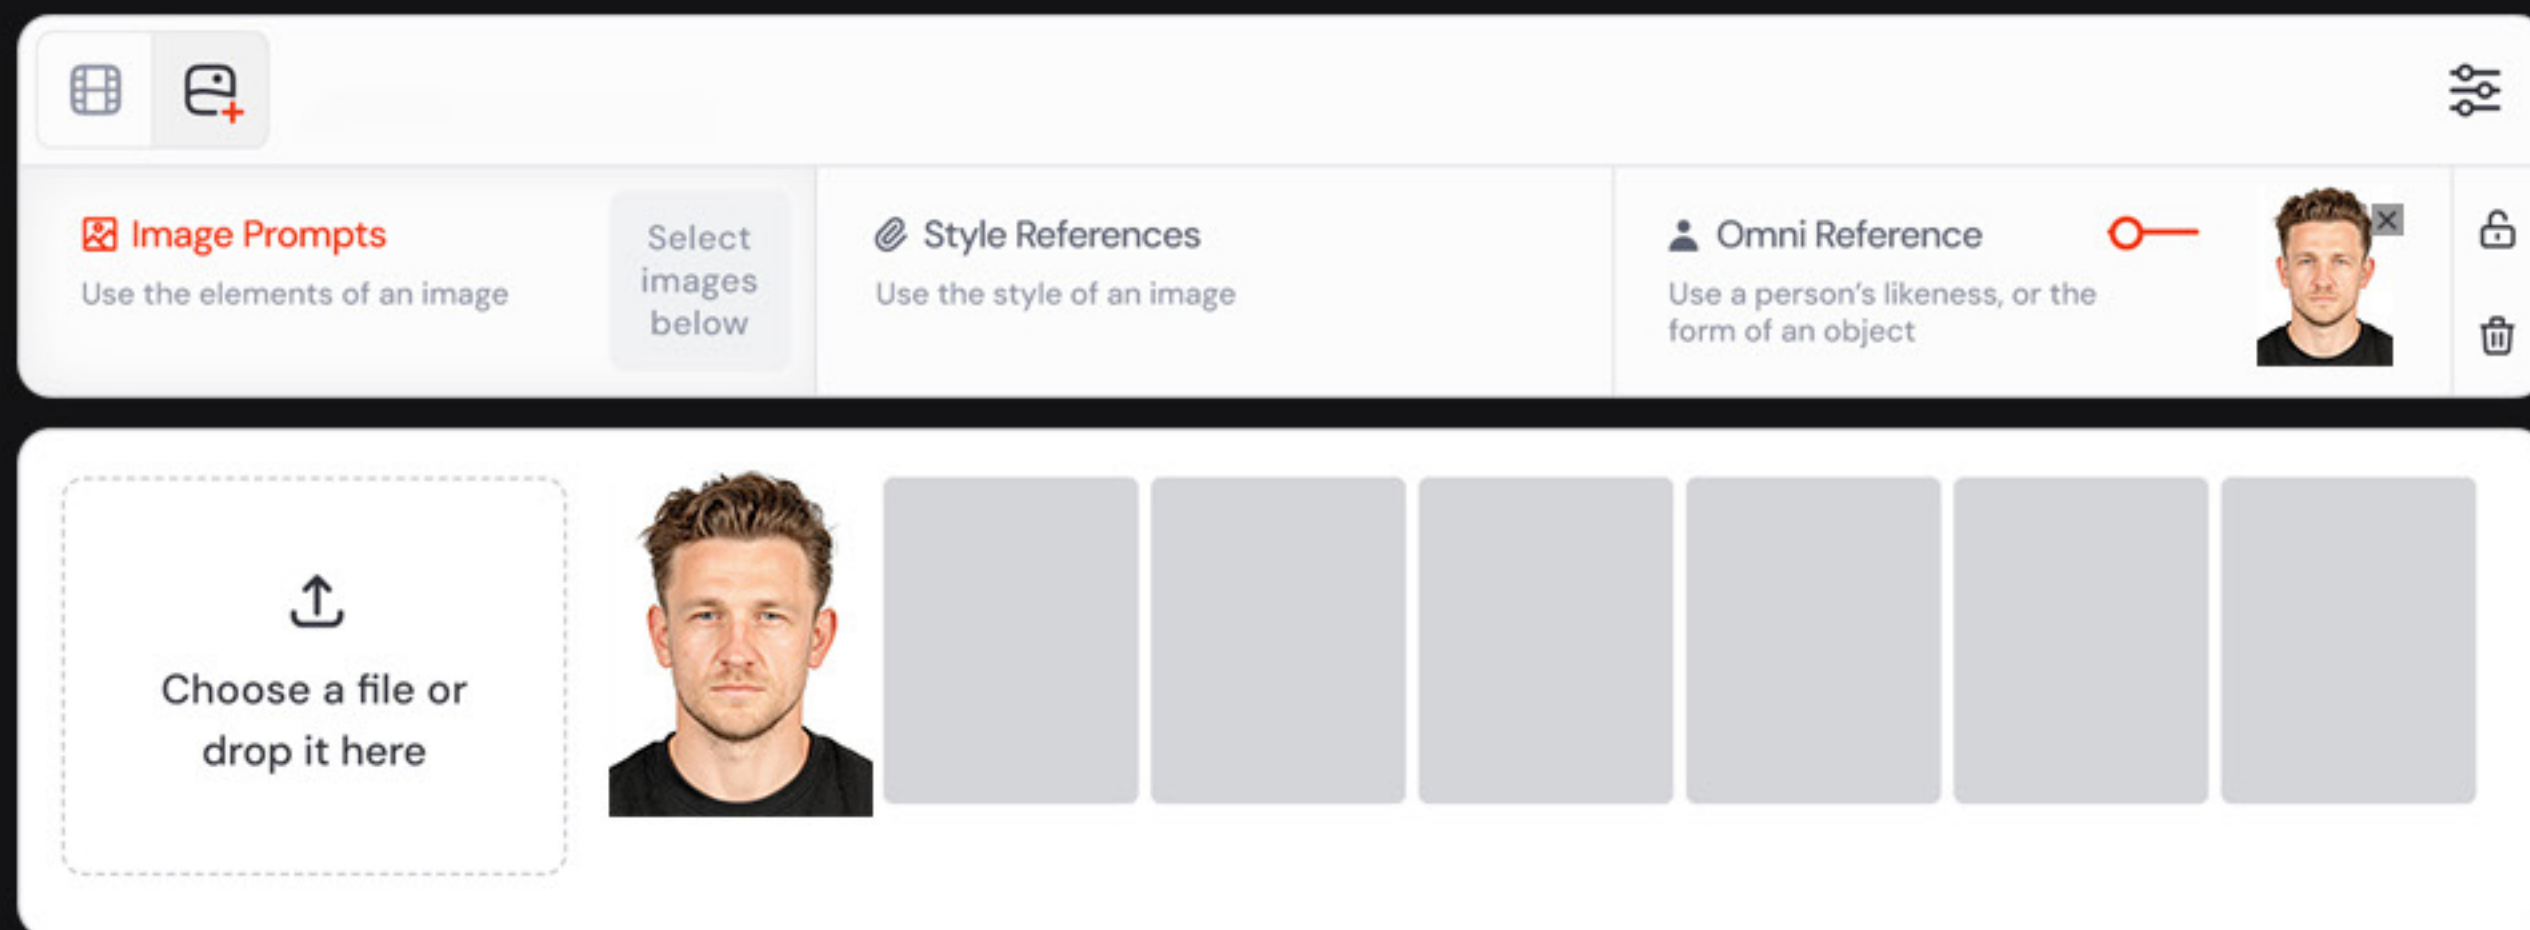 Image Prompts
Use the elements of an image
Select
images
below
Style References
Use the style of an image
Omni Reference
Use a person's likeness, or the
form of an object
Choose a file or
drop it here